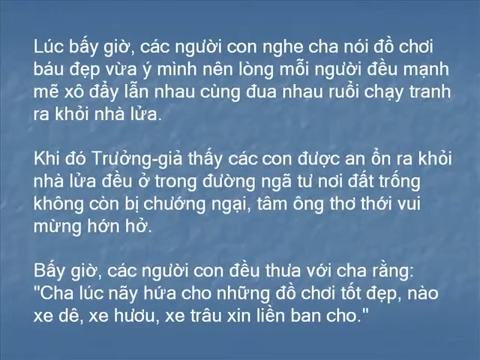 Lúc bấy giờ, các người con nghe cha nói đồ chơi
báu đẹp vừa ý mình nên lòng mỗi người đều mạnh
mẽ xô đẩy lẫn nhau cùng đua nhau ruồi chạy tranh
ra khỏi nhà lửa.
Khi đó Trưởng-giả thấy các con được an ổn ra khỏi
nhà lửa đều ở trong đường ngã tư nơi đất trống
không còn bị chướng ngại, tâm ông thơ thới vui
mừng hớn hở.
Bấy giờ, các người con đều thưa với cha rằng:
"Cha lúc nãy hứa cho những đồ chơi tốt đẹp, nào
xe dê, xe hươu, xe trâu xin liền ban cho."